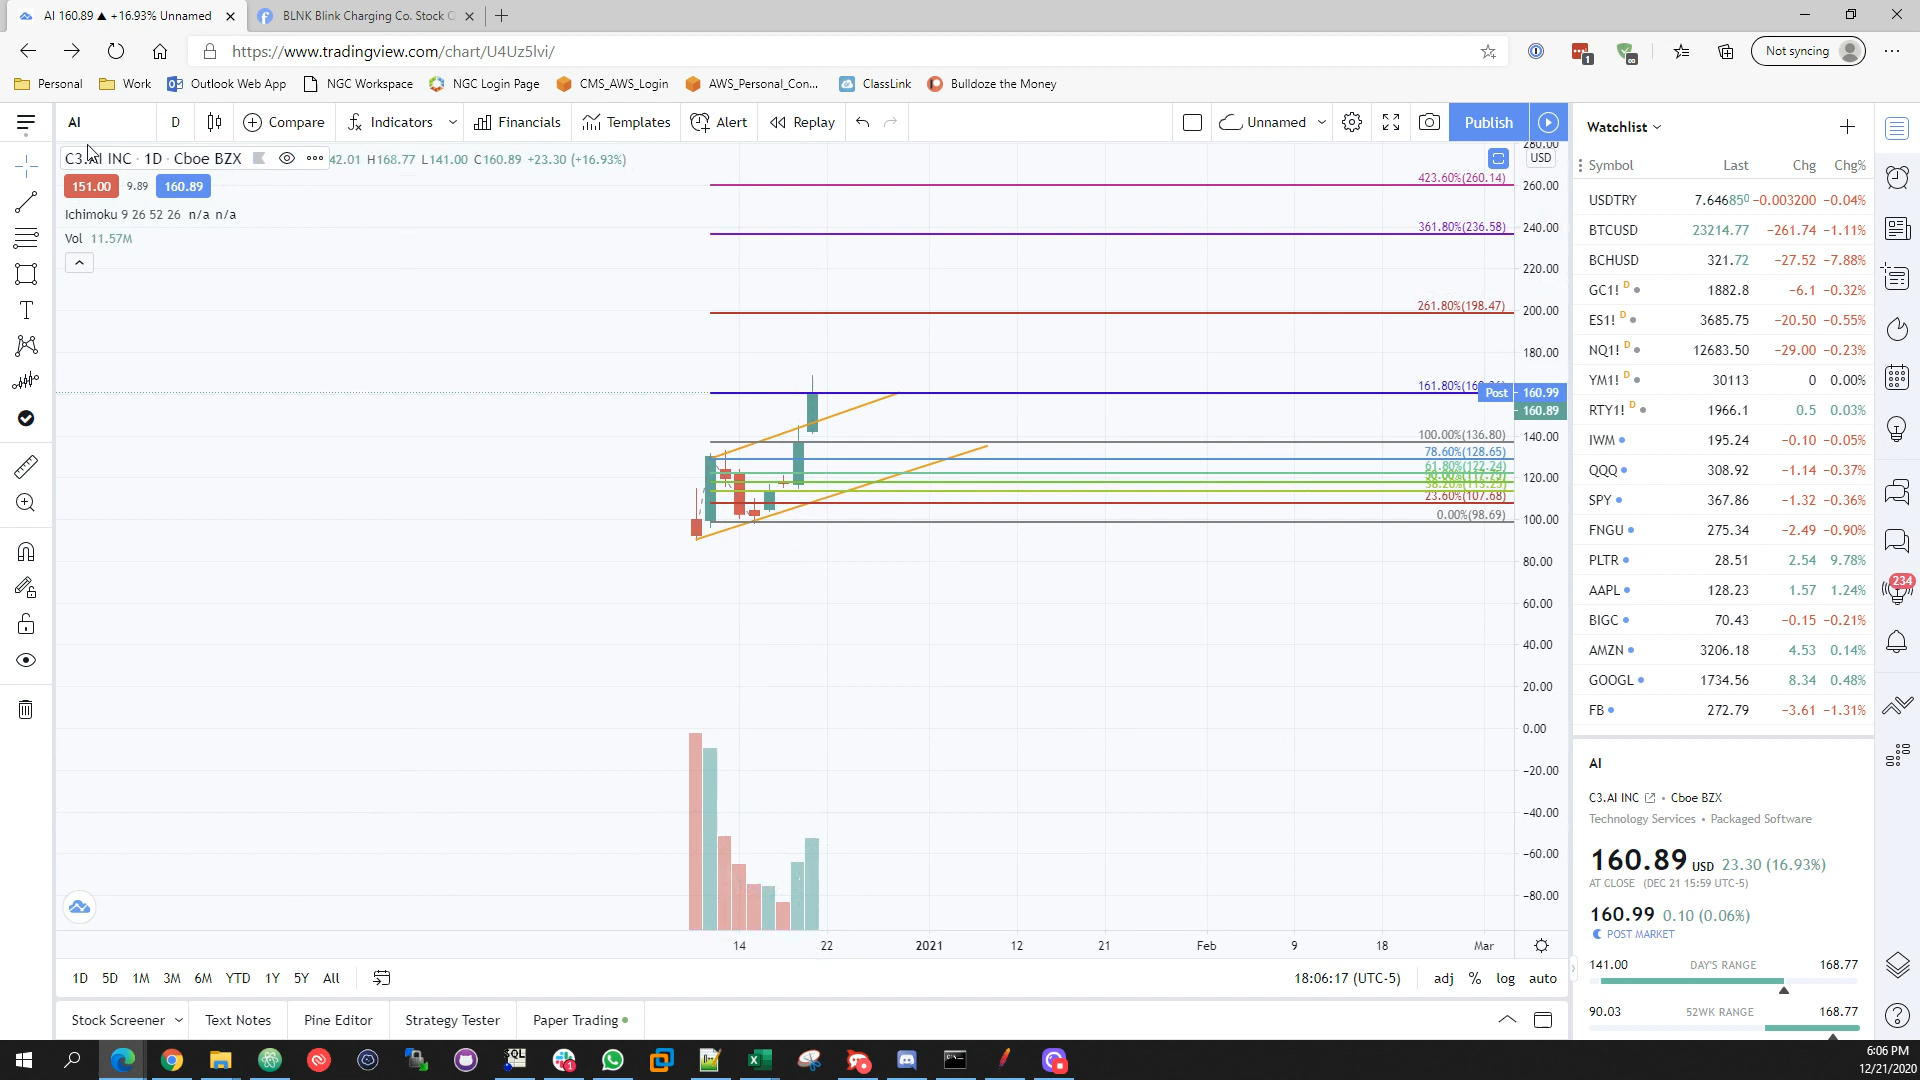 AI 160.89 ▲ +16.93% Unnamed
BLNK Blink Charging Co. Stock
https://www.tradingview.com/chart/U4Uz5lvi/
1
Not syncing
Personal
Work
Outlook Web App
NGC Workspace
NGC Login Page
CMS_AWS_Login
AWS_Personal_Con...
ClassLink
Bulldoze the Money
AI
D
Compare
Indicators
Financials
Templates
Alert
Replay
Unnamed
Publish
C3.AI INC · 1D · Cboe BZX
42.01 H168.77 L141.00 C160.89 +23.30 (+16.93%)
151.00 9.89 160.89
Ichimoku 9 26 52 26 n/a n/a
Vol 11.57M
423.60%(260.14)
361.80%(236.58)
261.80%(198.47)
161.80%
100.00%(136.80)
78.60%(128.65)
61.80%(122.24)
23.60%(107.68)
0.00%(98.69)
280.00
USD
260.00
240.00
220.00
200.00
180.00
Post 160.99
160.89
140.00
120.00
100.00
80.00
60.00
40.00
20.00
0.00
-20.00
-40.00
-60.00
-80.00
14 22 2021 12 21 Feb 9 18 Mar
1D 5D 1M 3M 6M YTD 1Y 5Y All
18:06:17 (UTC-5) adj % log auto
Stock Screener
Text Notes
Pine Editor
Strategy Tester
Paper Trading
Watchlist
Symbol Last Chg Chg%
USDTRY 7.646850 -0.003200 -0.04%
BTCUSD 23214.77 -261.74 -1.11%
BCHUSD 321.72 -27.52 -7.88%
GC1! D 1882.8 -6.1 -0.32%
ES1! D 3685.75 -20.50 -0.55%
NQ1! D 12683.50 -29.00 -0.23%
YM1! D 30113 0 0.00%
RTY1! D 1966.1 0.5 0.03%
IWM 195.24 -0.10 -0.05%
QQQ 308.92 -1.14 -0.37%
SPY 367.86 -1.32 -0.36%
FNGU 275.34 -2.49 -0.90%
PLTR 28.51 2.54 9.78%
AAPL 128.23 1.57 1.24%
BIGC 70.43 -0.15 -0.21%
AMZN 3206.18 4.53 0.14%
GOOGL 1734.56 8.34 0.48%
FB 272.79 -3.61 -1.31%
234
AI
C3.AI INC • Cboe BZX
Technology Services • Packaged Software
160.89 USD 23.30 (16.93%)
AT CLOSE (DEC 21 15:59 UTC-5)
160.99 0.10 (0.06%)
POST MARKET
141.00 DAY'S RANGE 168.77
90.03 52WK RANGE 168.77
SQL
1
6:06 PM
12/21/2020